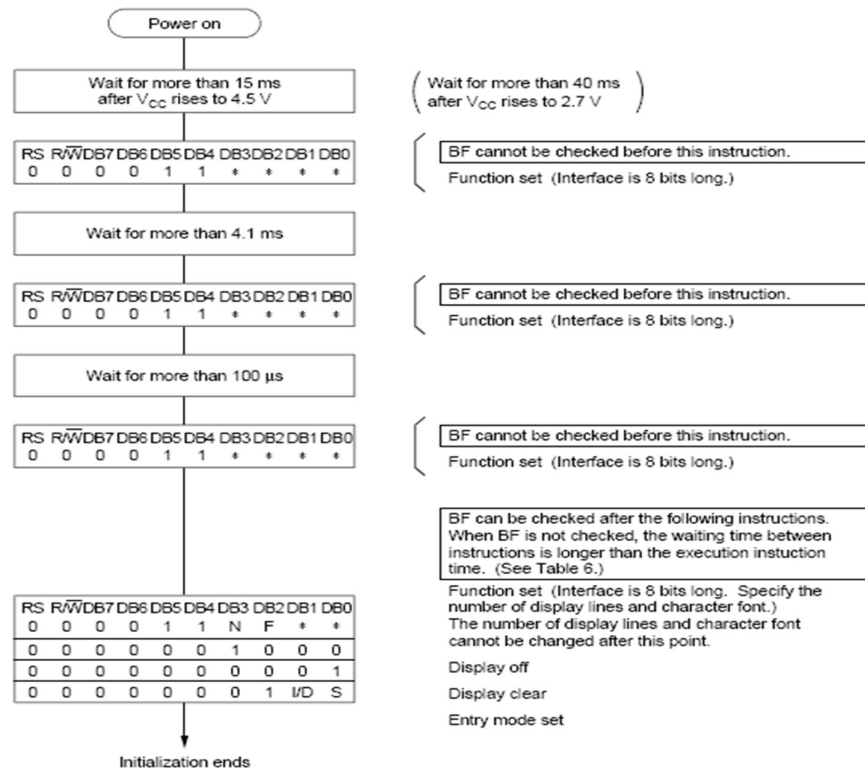 Power on
Wait for more than 15 ms
after VCC rises to 4.5 V
Wait for more than 40 ms
after VCC rises to 2.7 V
RS R/W DB7 DB6 DB5 DB4 DB3 DB2 DB1 DB0
0 0 0 0 1 1 * * * *
BF cannot be checked before this instruction.
Function set (Interface is 8 bits long.)
Wait for more than 4.1 ms
RS R/W DB7 DB6 DB5 DB4 DB3 DB2 DB1 DB0
0 0 0 0 1 1 * * * *
BF cannot be checked before this instruction.
Function set (Interface is 8 bits long.)
Wait for more than 100 µs
RS R/W DB7 DB6 DB5 DB4 DB3 DB2 DB1 DB0
0 0 0 0 1 1 * * * *
BF cannot be checked before this instruction.
Function set (Interface is 8 bits long.)
BF can be checked after the following instructions.
When BF is not checked, the waiting time between
instructions is longer than the execution instuction
time. (See Table 6.)
Function set (Interface is 8 bits long. Specify the
number of display lines and character font.)
The number of display lines and character font
cannot be changed after this point.
Display off
Display clear
Entry mode set
RS R/W DB7 DB6 DB5 DB4 DB3 DB2 DB1 DB0
0 0 0 0 1 1 N F * *
0 0 0 0 0 0 1 0 0 0
0 0 0 0 0 0 0 0 0 1
0 0 0 0 0 0 0 1 I/D S
Initialization ends